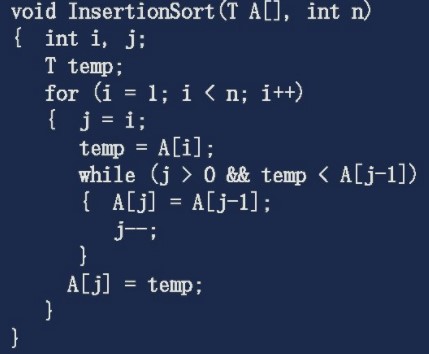 void InsertionSort(T A[], int n)
{ int i, j;
T temp;
for (i = 1; i < n; i++)
{ j = i;
temp = A[i];
while (j > 0 && temp < A[j-1])
{ A[j] = A[j-1];
j--;
}
A[j] = temp;
}
}